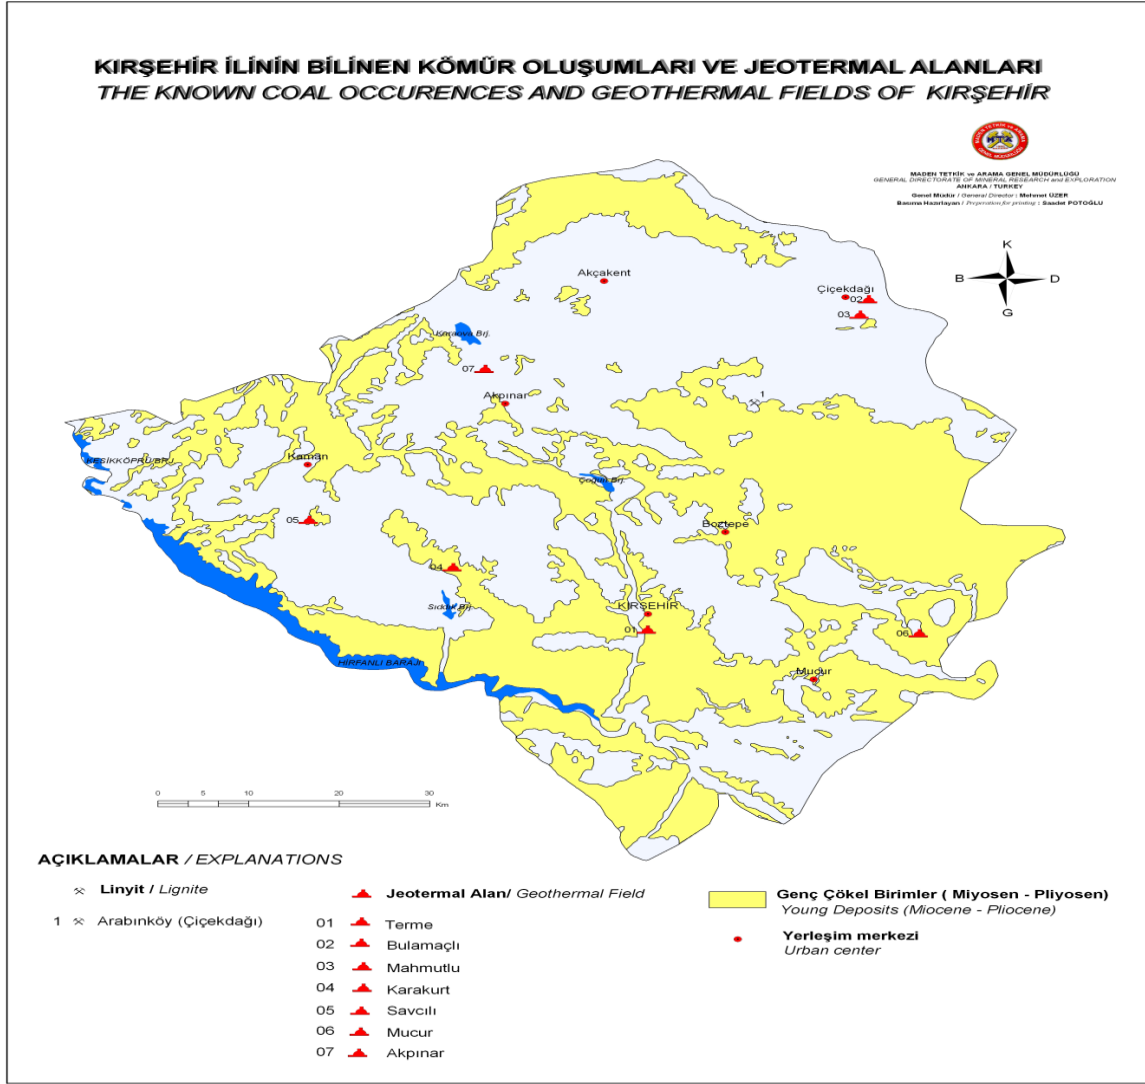 KIRŞEHİR İLİNİN BİLİNEN KÖMÜR OLUŞUMLARI VE JEOTERMAL ALANLARI
THE KNOWN COAL OCCURENCES AND GEOTHERMAL FIELDS OF KIRŞEHİR
MADEN TETKİK ve ARAMA GENEL MÜDÜRLÜĞÜ
GENERAL DIRECTORATE OF MINERAL RESEARCH and EXPLORATION
ANKARA / TURKEY
Genel Müdür / General Director : Mehmet ÜZER
Basıma Hazırlayan / Preperation for printing : Saadet POTOĞLU
K
B D
G
Akçakent
Çiçekdağı
02
03
Karaova Brj.
07
Akpınar
1
KESİKKÖPRÜ BRJ.
Kaman
Çoğun Brj.
05
Boztepe
04
Sıddıklı Brj.
KIRŞEHİR
01
06
HİRFANLI BARAJI
Mucur
0 5 10 20 30
Km
AÇIKLAMALAR / EXPLANATIONS
Linyit / Lignite
1 Arabınköy (Çiçekdağı)
Jeotermal Alan/ Geothermal Field
01 Terme
02 Bulamaçlı
03 Mahmutlu
04 Karakurt
05 Savcılı
06 Mucur
07 Akpınar
Genç Çökel Birimler ( Miyosen - Pliyosen)
Young Deposits (Miocene - Pliocene)
Yerleşim merkezi
Urban center